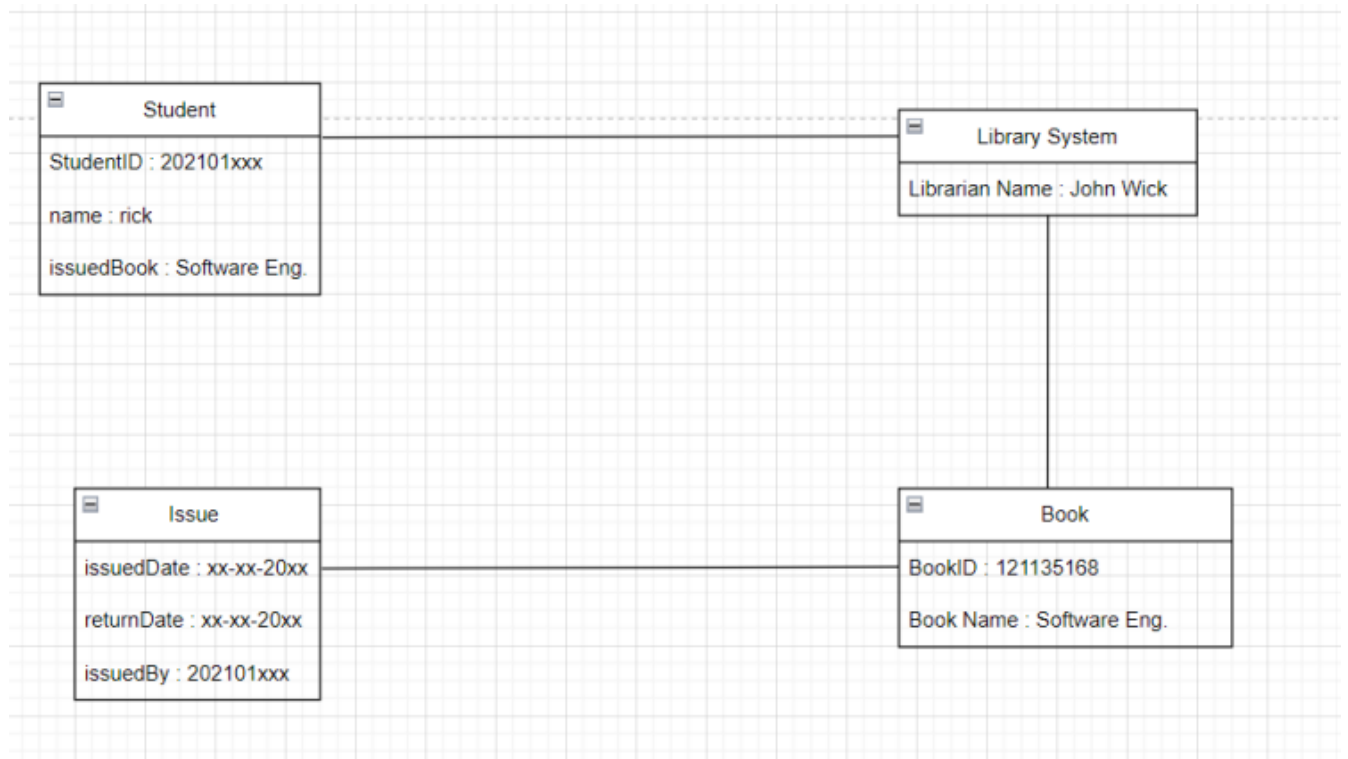 Student
StudentID : 202101xxx
name : rick
issuedBook : Software Eng.
Library System
Librarian Name : John Wick
Issue
issuedDate : xx-xx-20xx
returnDate : xx-xx-20xx
issuedBy : 202101xxx
Book
BookID : 121135168
Book Name : Software Eng.